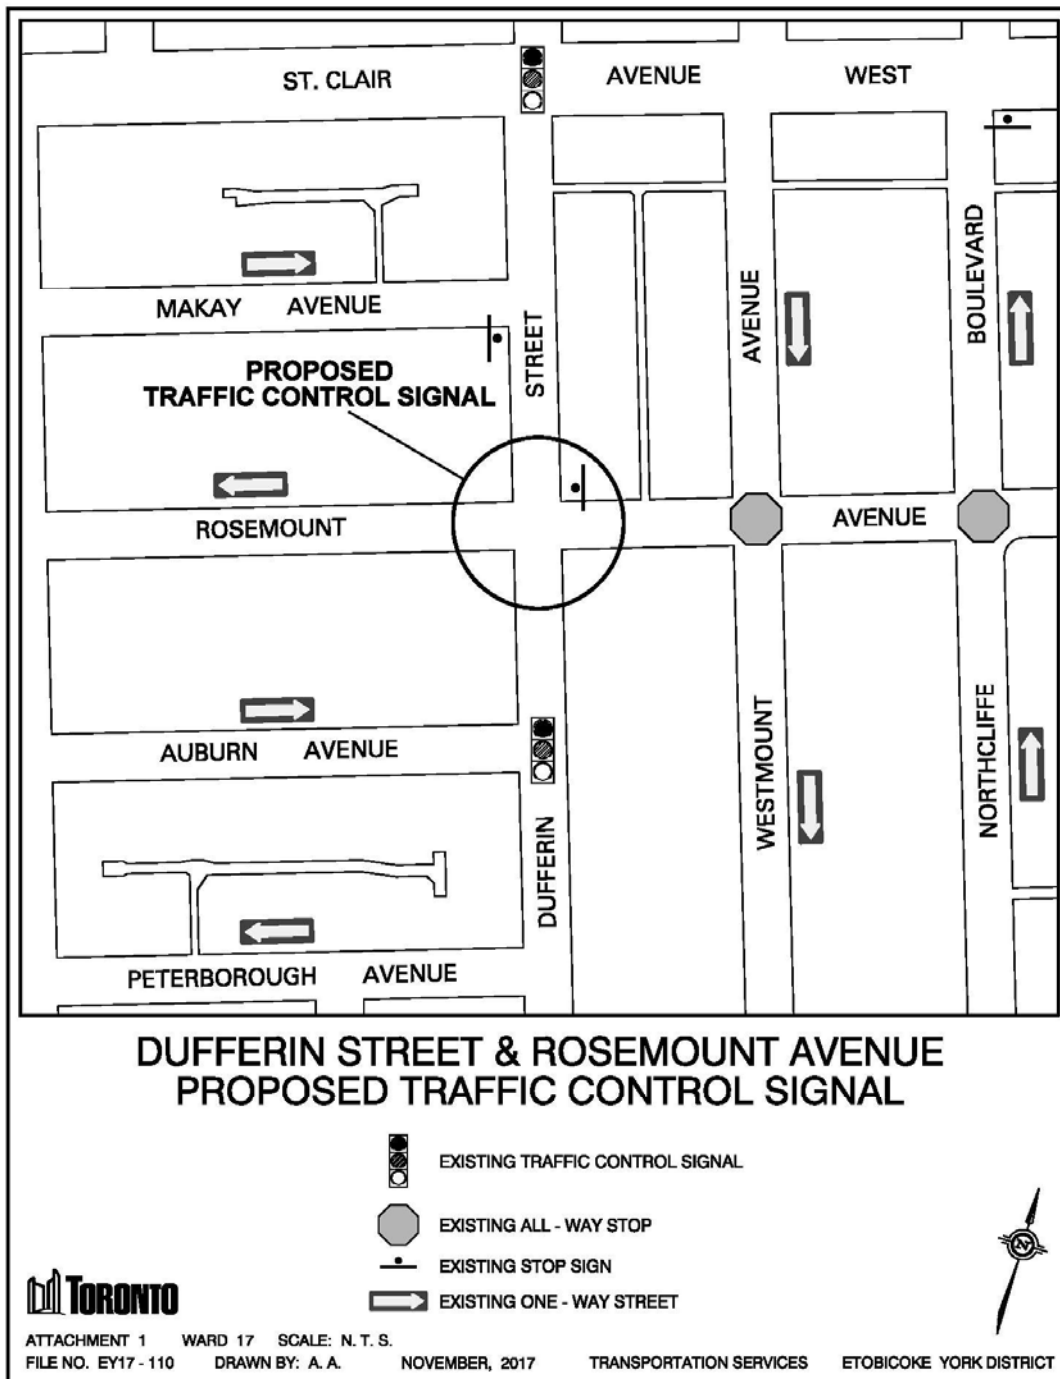 ST. CLAIR AVENUE WEST
MAKAY AVENUE
STREET
AVENUE
BOULEVARD
PROPOSED
TRAFFIC CONTROL SIGNAL
ROSEMOUNT AVENUE
AUBURN AVENUE
DUFFERIN
WESTMOUNT
NORTHCLIFFE
PETERBOROUGH AVENUE
DUFFERIN STREET & ROSEMOUNT AVENUE
PROPOSED TRAFFIC CONTROL SIGNAL
EXISTING TRAFFIC CONTROL SIGNAL
EXISTING ALL - WAY STOP
EXISTING STOP SIGN
EXISTING ONE - WAY STREET
N
TORONTO
ATTACHMENT 1 WARD 17 SCALE: N. T. S.
FILE NO. EY17 - 110 DRAWN BY: A. A. NOVEMBER, 2017 TRANSPORTATION SERVICES ETOBICOKE YORK DISTRICT